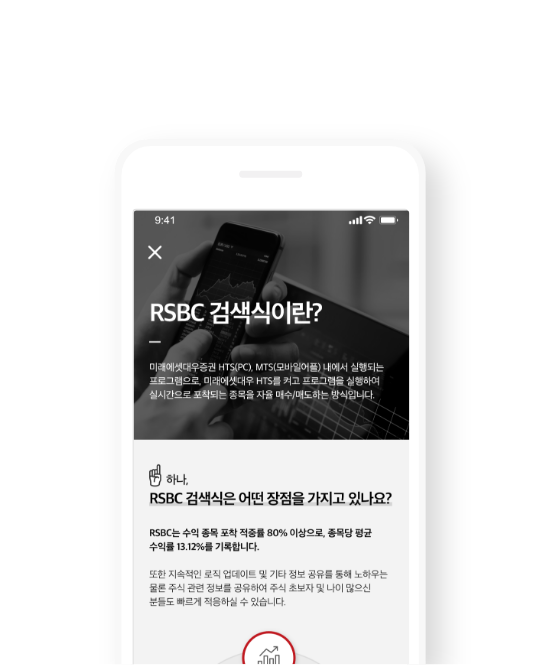 9:41
RSBC 검색식이란?
미래에셋대우증권 HTS(PC), MTS(모바일어플) 내에서 실행되는
프로그램으로, 미래에셋대우 HTS를 켜고 프로그램을 실행하여
실시간으로 포착되는 종목을 자율 매수/매도하는 방식입니다.
하나,
RSBC 검색식은 어떤 장점을 가지고 있나요?
RSBC는 수익 종목 포착 적중률 80% 이상으로, 종목당 평균
수익률 13.12%를 기록합니다.
또한 지속적인 로직 업데이트 및 기타 정보 공유를 통해 노하우는
물론 주식 관련 정보를 공유하여 주식 초보자 및 나이 많으신
분들도 빠르게 적응하실 수 있습니다.